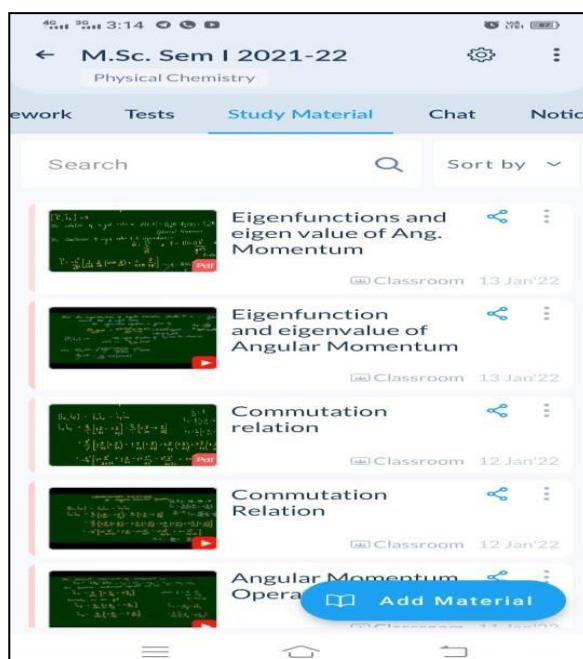 4G 3G 3:14
M.Sc. Sem I 2021-22
Physical Chemistry
ework Tests Study Material Chat Notic
Search Sort by
Eigenfunctions and
eigen value of Ang.
Momentum
Pdf
Classroom 13 Jan'22
Eigenfunction
and eigenvalue of
Angular Momentum
Classroom 13 Jan'22
Commutation
relation
Pdf
Classroom 12 Jan'22
Commutation
Relation
Classroom 12 Jan'22
Angular Momentum
Opera
Add Material